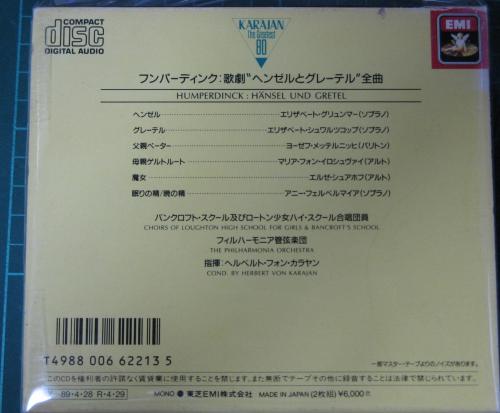 COMPACT
disc
DIGITAL AUDIO
KARAJAN
The Greatest
80
EMI
フンパーディンク:歌劇“ヘンゼルとグレーテル”全曲
HUMPERDINCK : HÄNSEL UND GRETEL
ヘンゼル エリザベート・グリュンマー(ソプラノ)
グレーテル エリザベート・シュワルツコップ(ソプラノ)
父親ペーター ヨーゼフ・メッテルニッヒ(バリトン)
母親ゲルトルート マリア・フォン・イロシュヴァイ(アルト)
魔女 エルゼ・シュアホフ(アルト)
眠りの精/暁の精 アニー・フェルベルマイア(ソプラノ)
バンクロフト・スクール及びロートン少女ハイ・スクール合唱団員
CHOIRS OF LOUGHTON HIGH SCHOOL FOR GIRLS & BANCROFT'S SCHOOL
フィルハーモニア管弦楽団
THE PHILHARMONIA ORCHESTRA
指揮:ヘルベルト・フォン・カラヤン
COND. BY HERBERT VON KARAJAN
T4988 006 62213 5
一部マスター・テープよりのノイズがあります。
このCDを権利者の許諾なく賃貸業に使用することを禁じます。また無断でテープその他に録音することは法律で禁じられています。
89・4・28 R・4・29 MONO 東芝EMI株式会社 MADE IN JAPAN (2枚組) ¥6,000